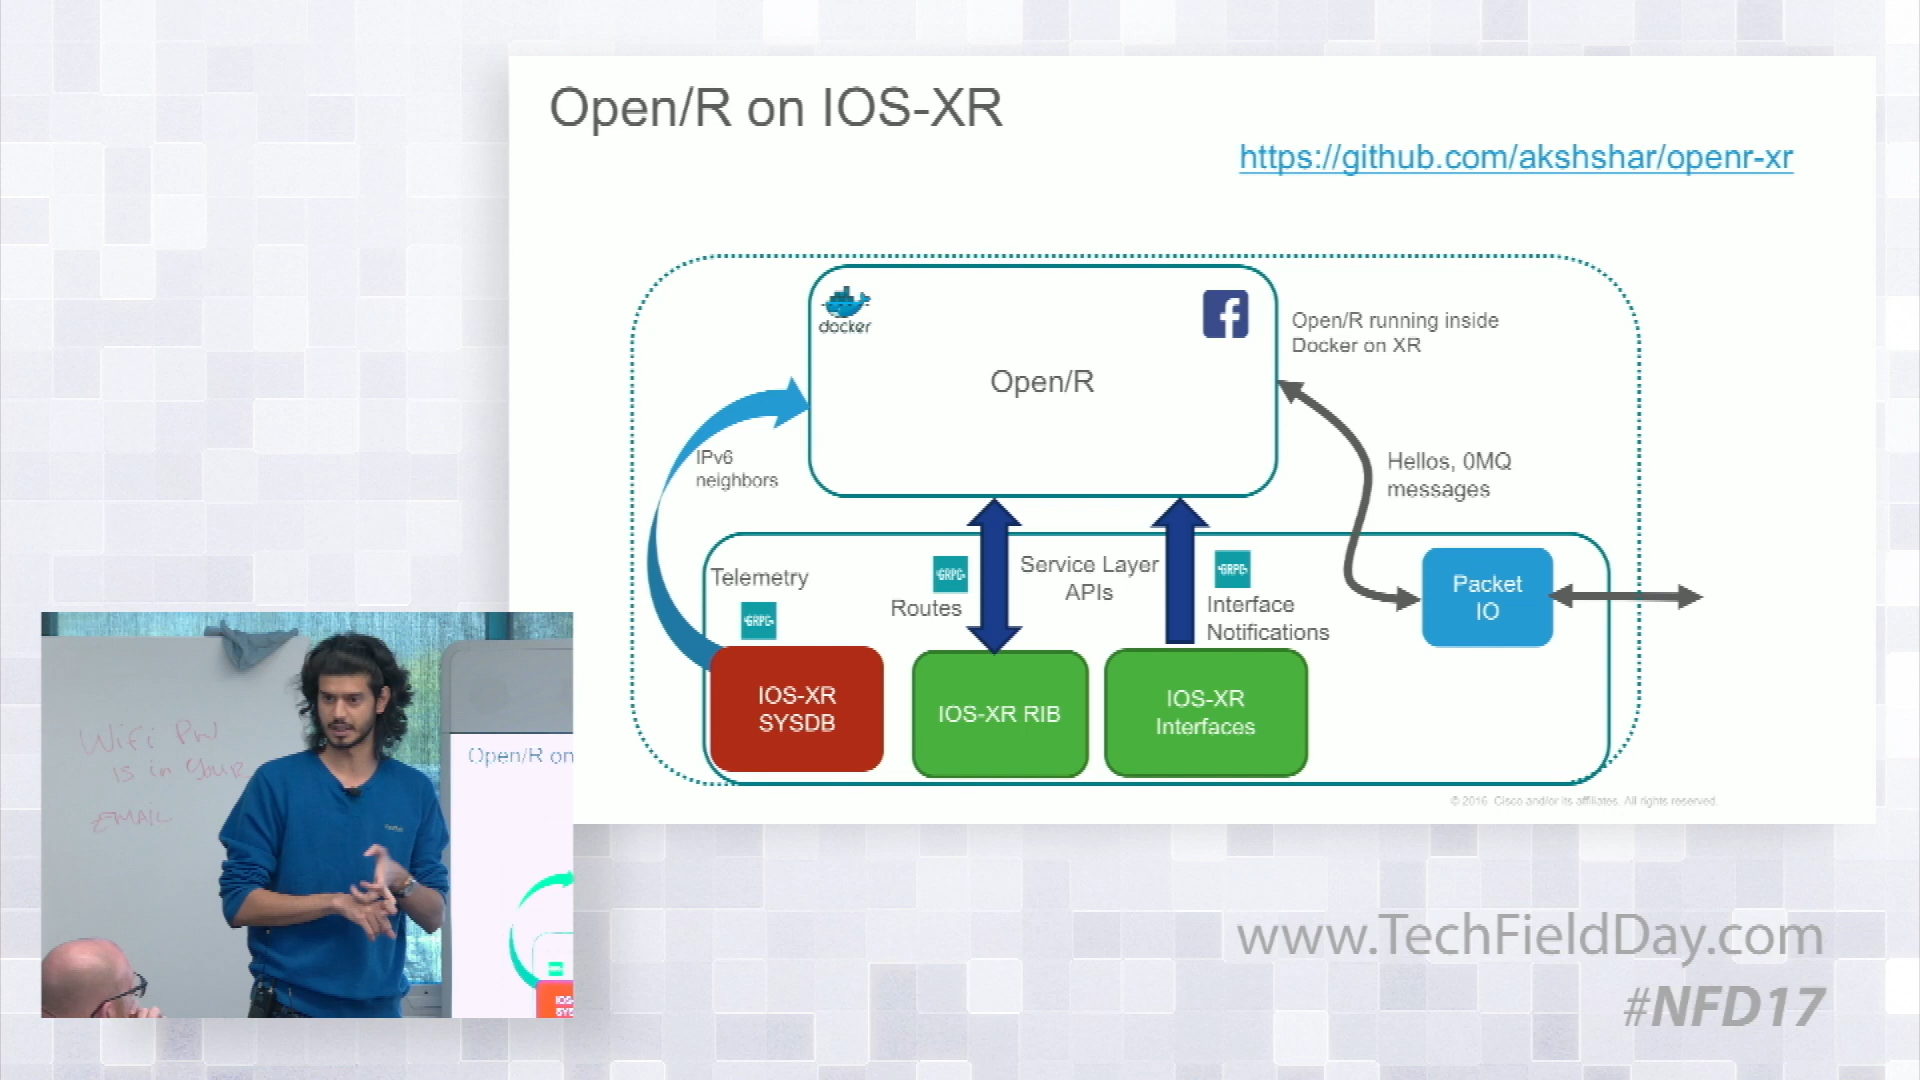 Open/R on IOS-XR
https://github.com/akshshar/openr-xr
docker
Open/R running inside
Docker on XR
Open/R
IPv6
neighbors
Hellos, 0MQ
messages
Telemetry
GRPC
GRPC
Routes
Service Layer
APIs
GRPC
Interface
Notifications
Packet
IO
IOS-XR
SYSDB
IOS-XR RIB
IOS-XR
Interfaces
© 2016 Cisco and/or its affiliates. All rights reserved.
WiFi PW
is in your
EMAIL
Open/R on
www.TechFieldDay.com
#NFD17